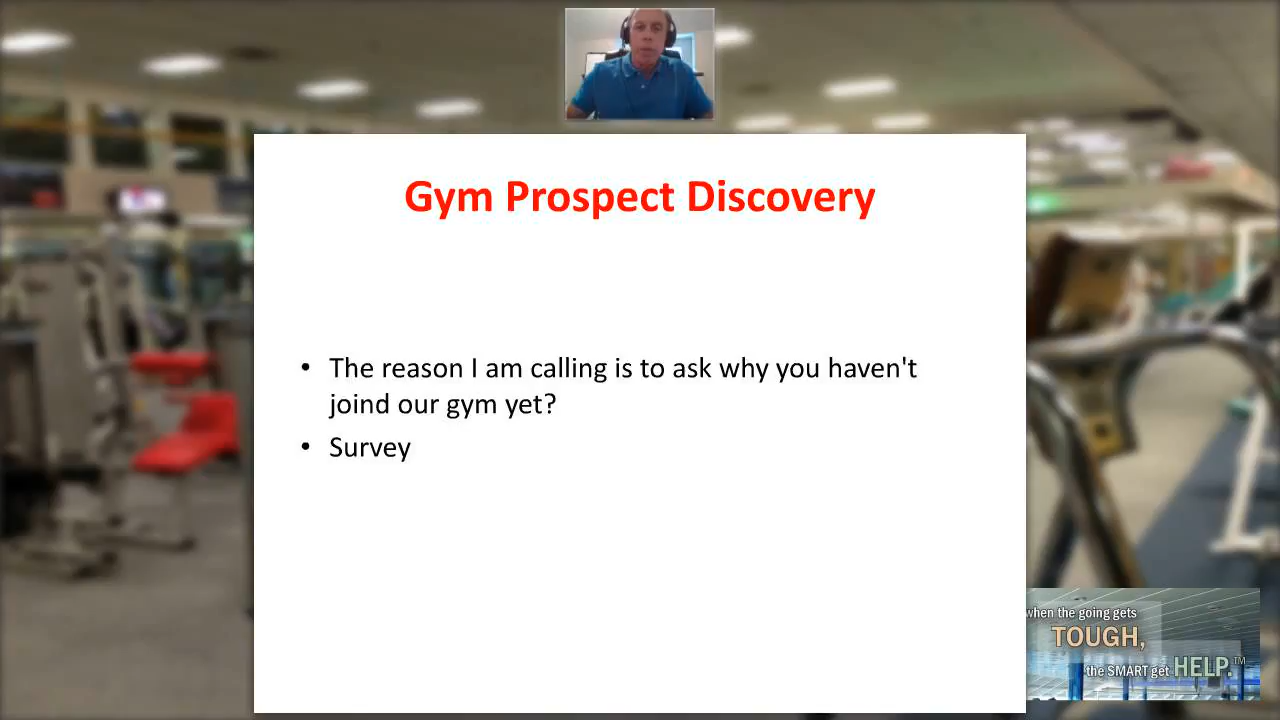 Gym Prospect Discovery
• The reason I am calling is to ask why you haven't
joind our gym yet?
• Survey
when the going gets
TOUGH,
the SMART get HELP.™